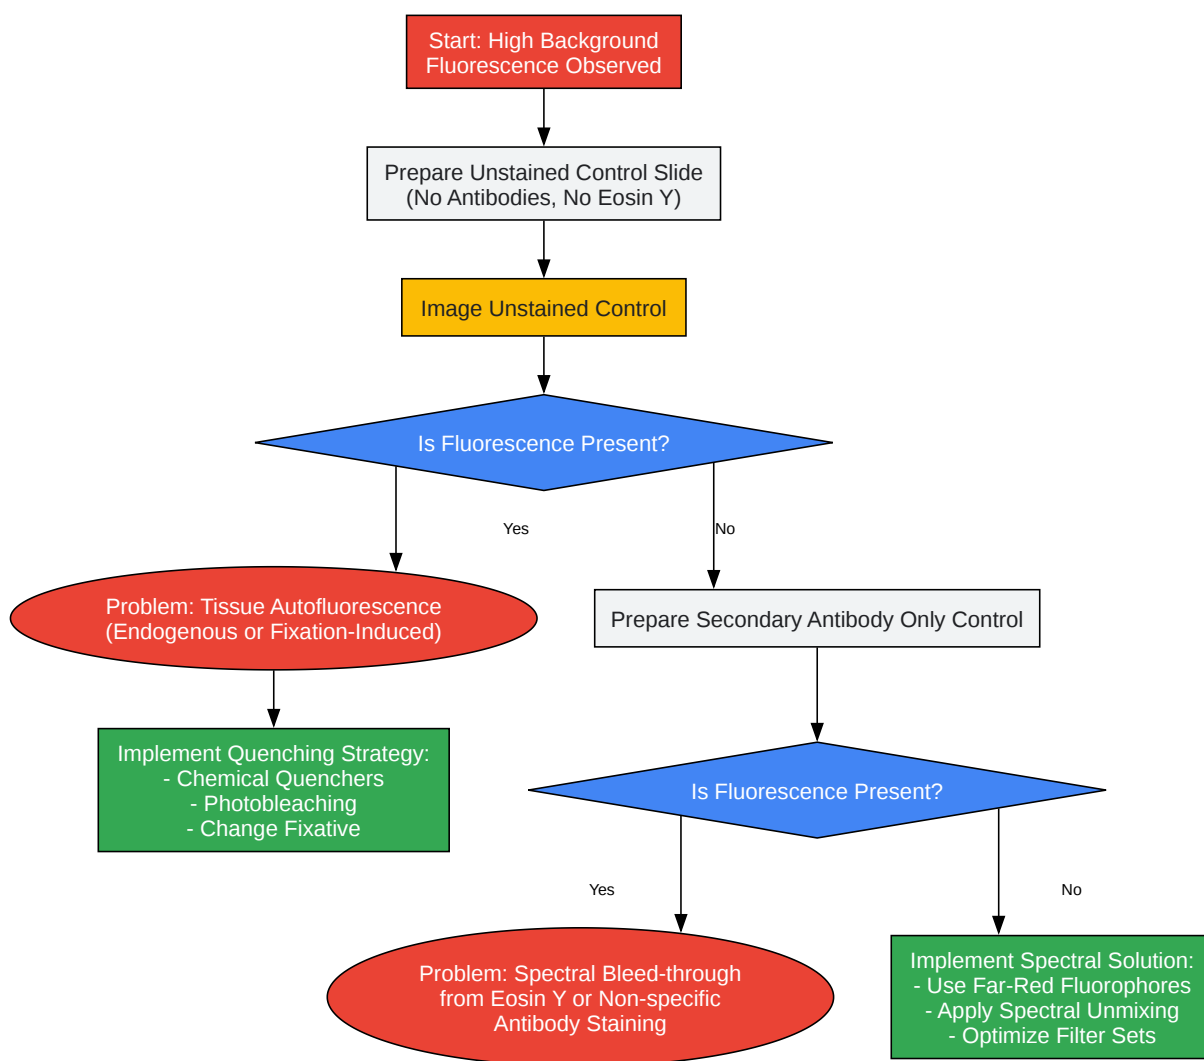 Start: High Background
Fluorescence Observed
Prepare Unstained Control Slide
(No Antibodies, No Eosin Y)
Image Unstained Control
Is Fluorescence Present?
Yes
No
Problem: Tissue Autofluorescence
(Endogenous or Fixation-Induced)
Prepare Secondary Antibody Only Control
Implement Quenching Strategy:
- Chemical Quenchers
- Photobleaching
- Change Fixative
Is Fluorescence Present?
Yes
No
Problem: Spectral Bleed-through
from Eosin Y or Non-specific
Antibody Staining
Implement Spectral Solution:
- Use Far-Red Fluorophores
- Apply Spectral Unmixing
- Optimize Filter Sets